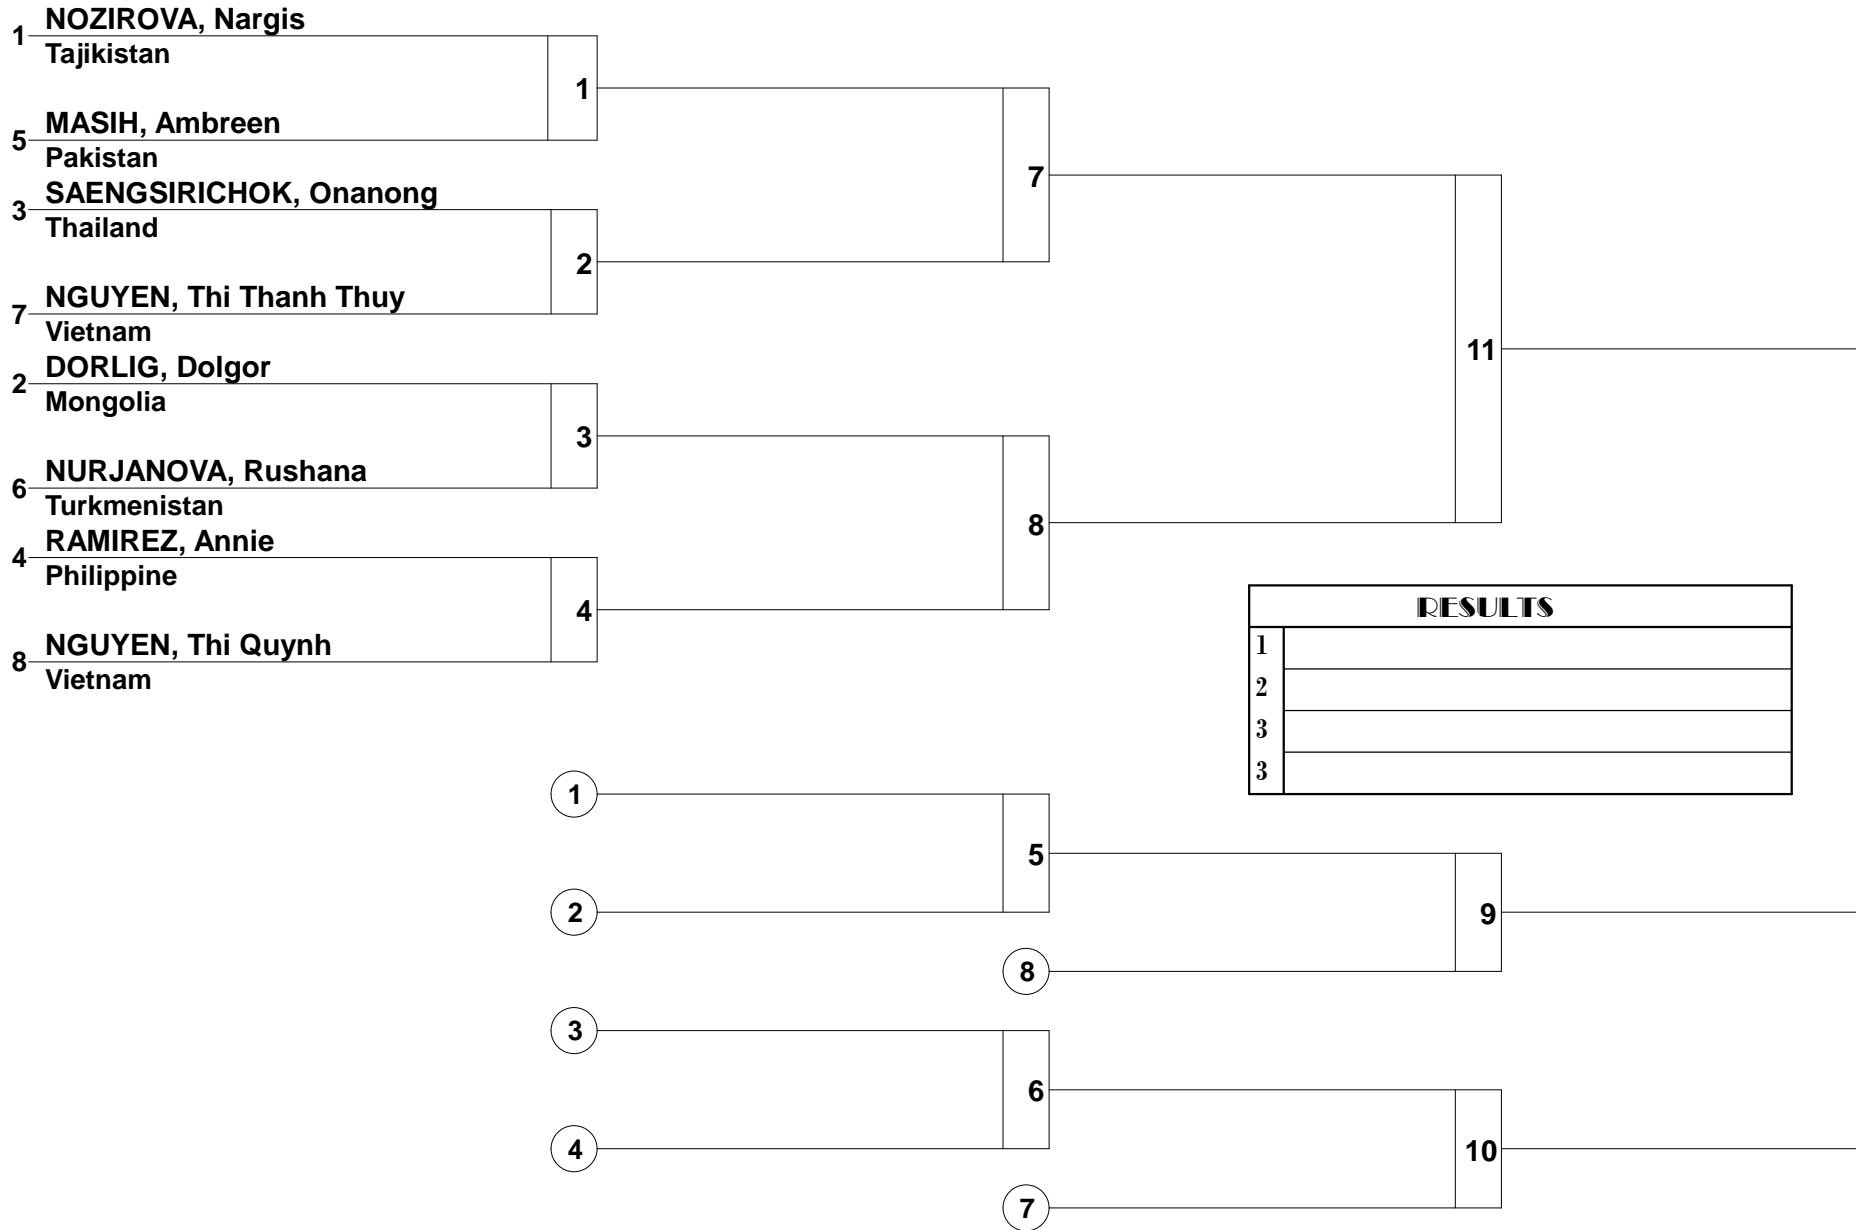 NOZIROVA, Nargis
1
Tajikistan
1
MASIH, Ambreen
5
Pakistan
7
SAENGSIRICHOK, Onanong
3
Thailand
2
NGUYEN, Thi Thanh Thuy
7
Vietnam
11
DORLIG, Dolgor
2
Mongolia
3
NURJANOVA, Rushana
6
Turkmenistan
8
RAMIREZ, Annie
4
Philippine
4
NGUYEN, Thi Quynh
8
Vietnam
RESULTS
1
2
3
3
1
5
2
9
8
3
6
4
10
7